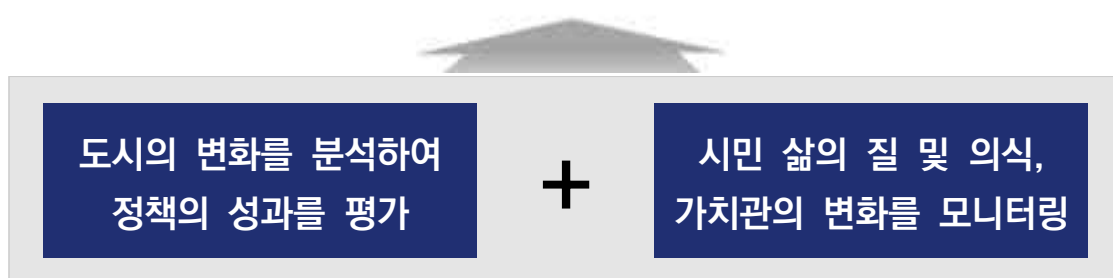 도시의 변화를 분석하여
정책의 성과를 평가
+
시민 삶의 질 및 의식,
가치관의 변화를 모니터링